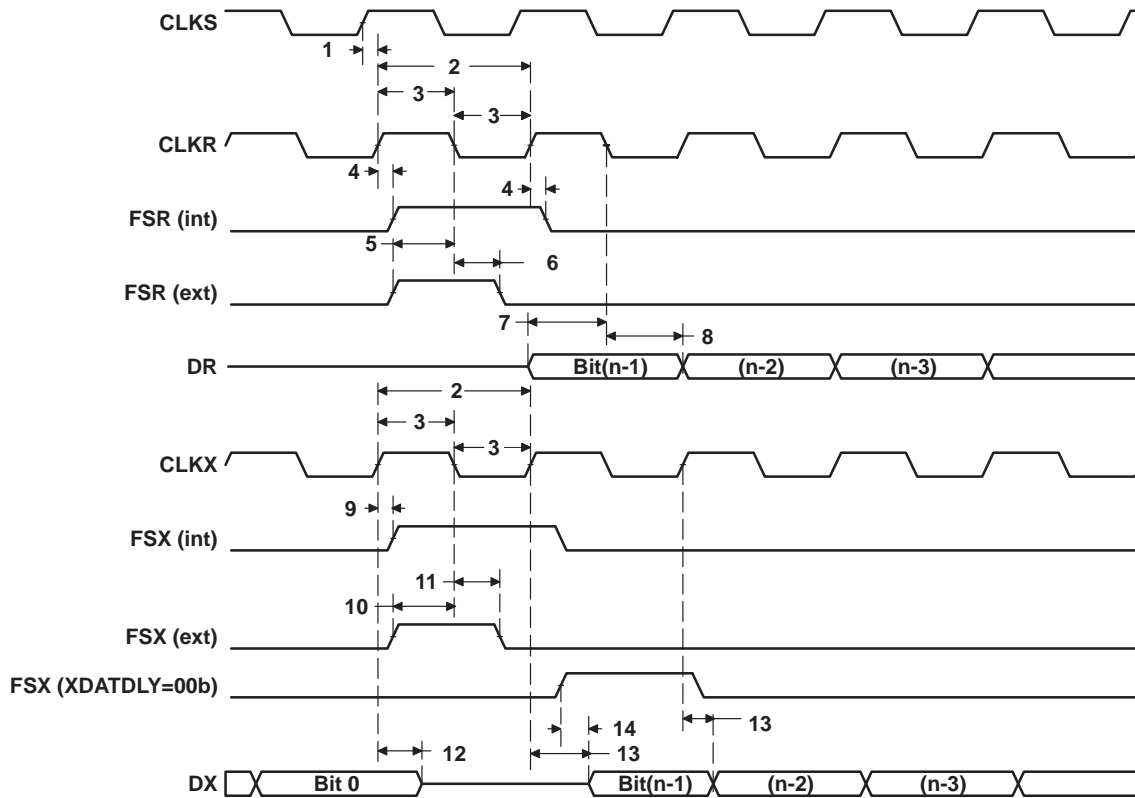 CLKS
1
2
3
3
CLKR
4
4
FSR (int)
5
6
FSR (ext)
7
8
DR
Bit(n-1)
(n-2)
(n-3)
2
3
3
CLKX
9
FSX (int)
11
10
FSX (ext)
FSX (XDATDLY=00b)
14
13
12
13
DX
Bit 0
Bit(n-1)
(n-2)
(n-3)